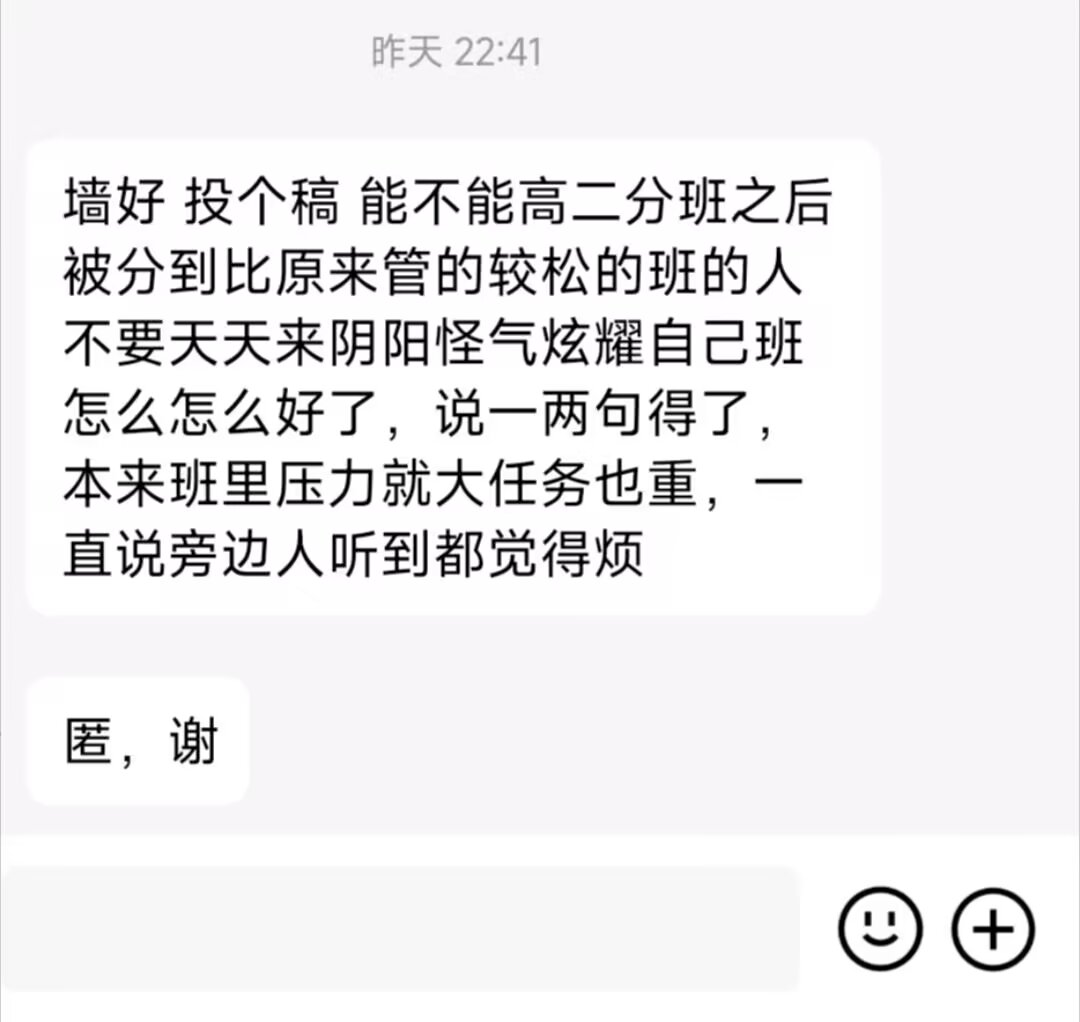 昨天 22:41
墙好 投个稿 能不能高二分班之后
被分到比原来管的较松的班的人
不要天天来阴阳怪气炫耀自己班
怎么怎么好了，说一两句得了，
本来班里压力就大任务也重，一
直说旁边人听到都觉得烦
匿，谢